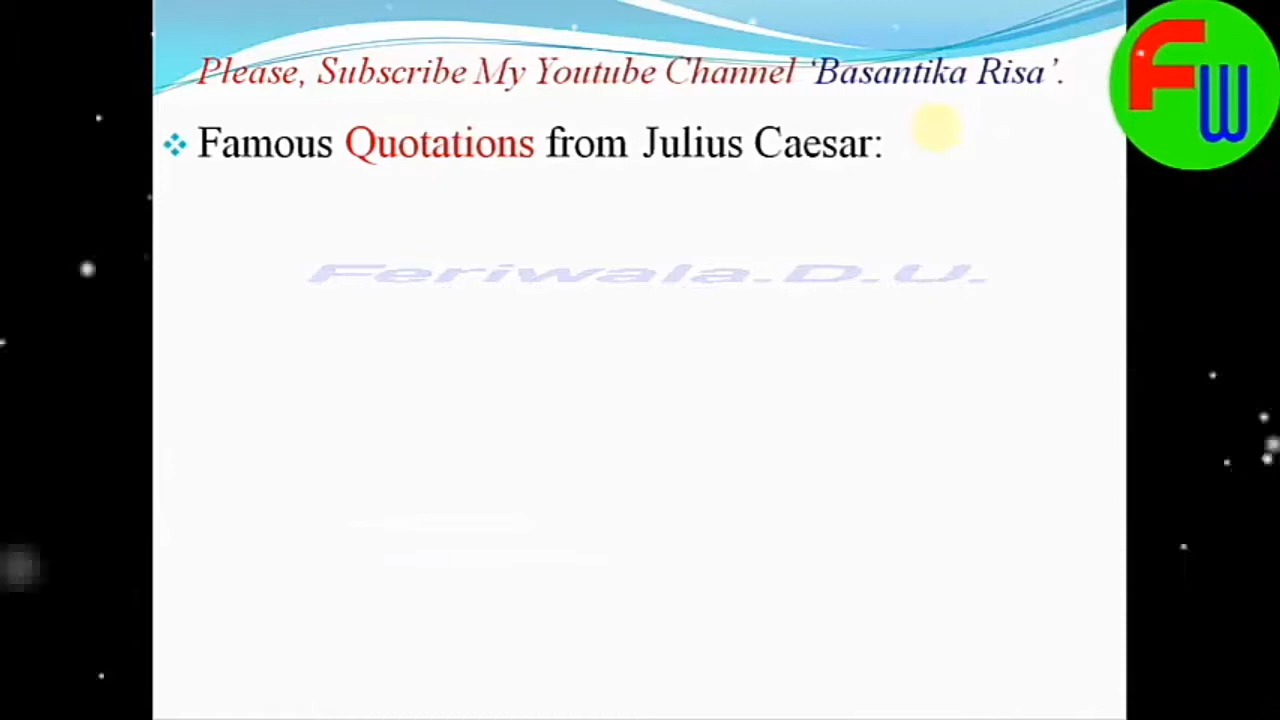 Please, Subscribe My Youtube Channel ‘Basantika Risa’.
Famous Quotations from Julius Caesar:
Feriwala.D.U.
FW